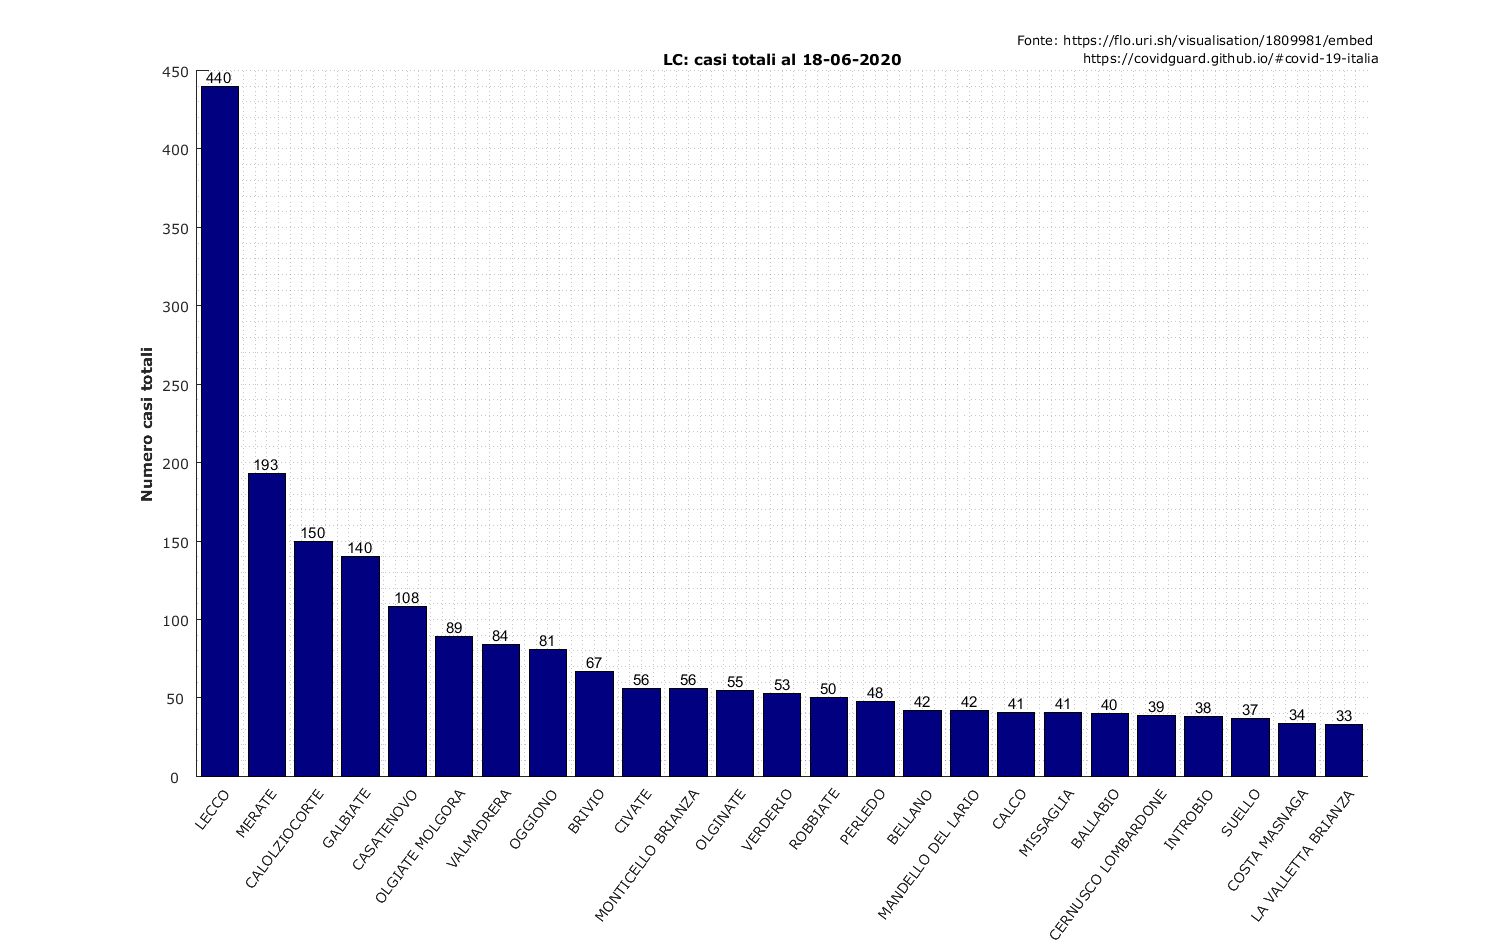 Fonte: https://flo.uri.sh/visualisation/1809981/embed
https://covidguard.github.io/#covid-19-italia
LC: casi totali al 18-06-2020
Numero casi totali
450
400
350
300
250
200
150
100
50
0
440
193
150
140
108
89
84
81
67
56
56
55
53
50
48
42
42
41
41
40
39
38
37
34
33
LECCO
MERATE
CALOLZIOCORTE
GALBIATE
CASATENOVO
OLGIATE MOLGORA
VALMADRERA
OGGIONO
BRIVIO
CIVATE
MONTICELLO BRIANZA
OLGINATE
VERDERIO
ROBBIATE
PERLEDO
BELLANO
MANDELLO DEL LARIO
CALCO
MISSAGLIA
BALLABIO
CERNUSCO LOMBARDONE
INTROBIO
SUELLO
COSTA MASNAGA
LA VALLETTA BRIANZA